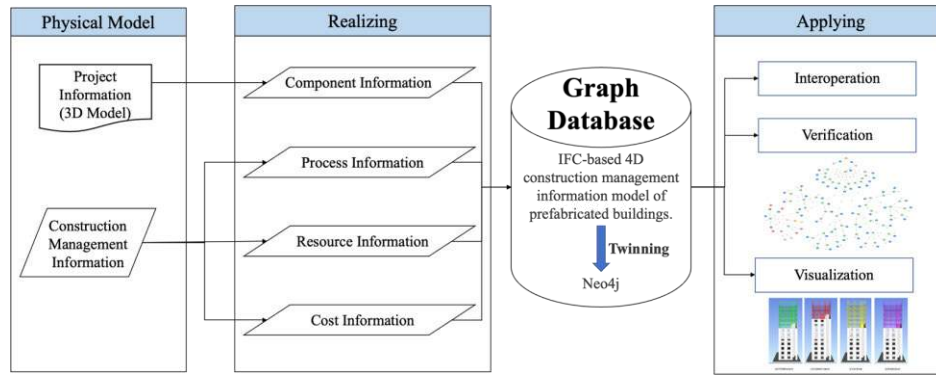 Physical Model
Project
Information
(3D Model)
Construction
Management
Information
Realizing
Component Information
Process Information
Resource Information
Cost Information
Graph
Database
IFC-based 4D
construction management
information model of
prefabricated buildings.
Twinning
Neo4j
Applying
Interoperation
Verification
Visualization